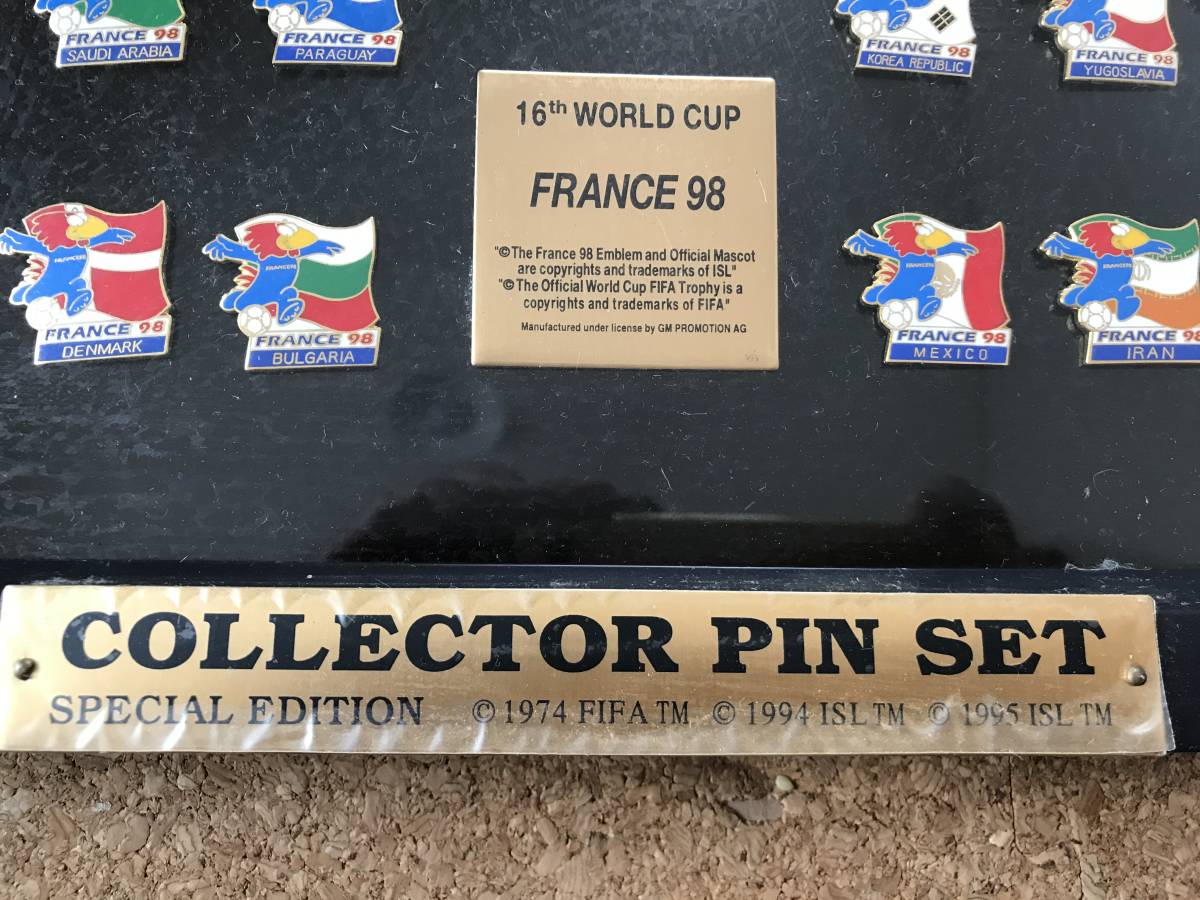 FRANCE 98
SAUDI ARABIA
FRANCE 98
PARAGUAY
FRANCE 98
KOREA REPUBLIC
FRANCE 98
YUGOSLAVIA
16th WORLD CUP
FRANCE 98
"©The France 98 Emblem and Official Mascot
are copyrights and trademarks of ISL"
"© The Official World Cup FIFA Trophy is a
copyrights and trademarks of FIFA"
Manufactured under license by GM PROMOTION AG
FRANCE 98
DENMARK
FRANCE 98
BULGARIA
FRANCE 98
MEXICO
FRANCE 98
IRAN
COLLECTOR PIN SET
SPECIAL EDITION © 1974 FIFA TM © 1994 ISL TM © 1995 ISL TM